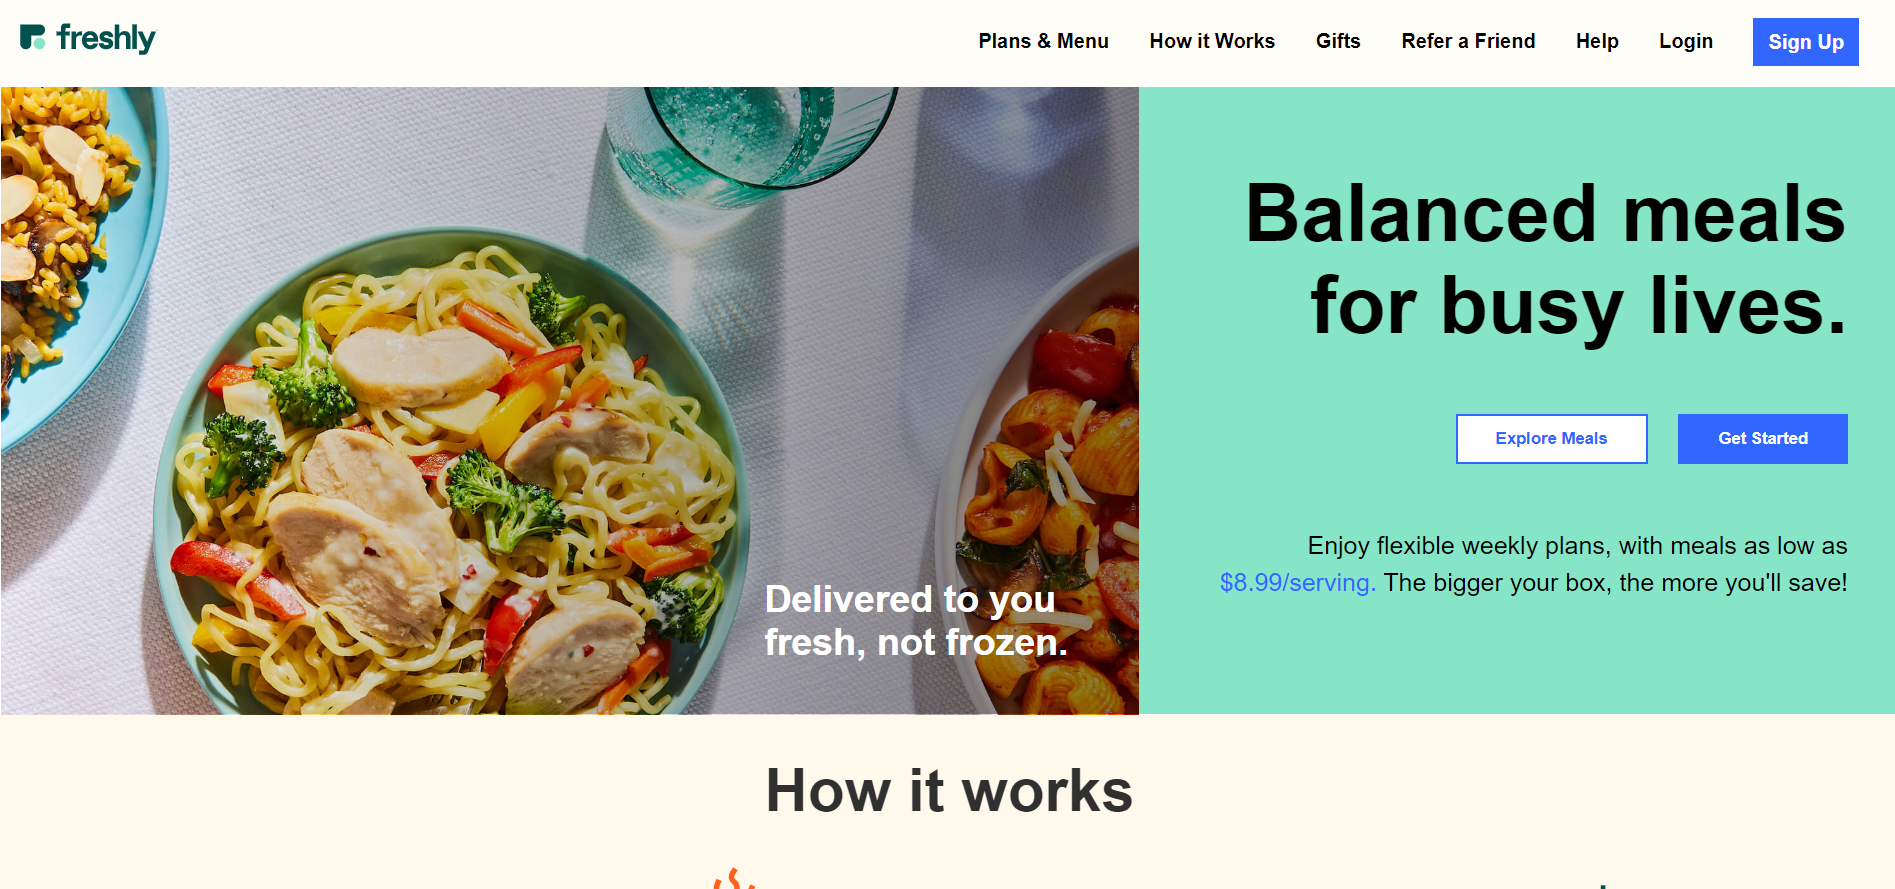 freshly
Plans & Menu
How it Works
Gifts
Refer a Friend
Help
Login
Sign Up
Balanced meals
for busy lives.
Explore Meals
Get Started
Enjoy flexible weekly plans, with meals as low as
$8.99/serving. The bigger your box, the more you'll save!
Delivered to you
fresh, not frozen.
How it works